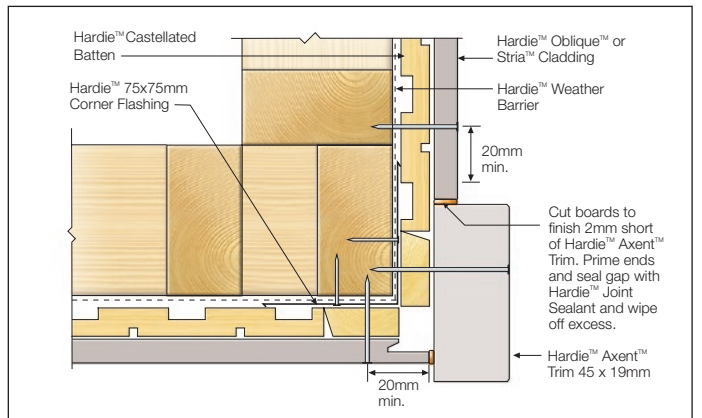 Hardie™ Castellated
Batten
Hardie™ 75x75mm
Corner Flashing
Hardie™ Oblique™ or
Stria™ Cladding
Hardie™ Weather
Barrier
20mm
min.
Cut boards to
finish 2mm short
of Hardie™ Axent™
Trim. Prime ends
and seal gap with
Hardie™ Joint
Sealant and wipe
off excess.
Hardie™ Axent™
Trim 45 x 19mm
20mm
min.